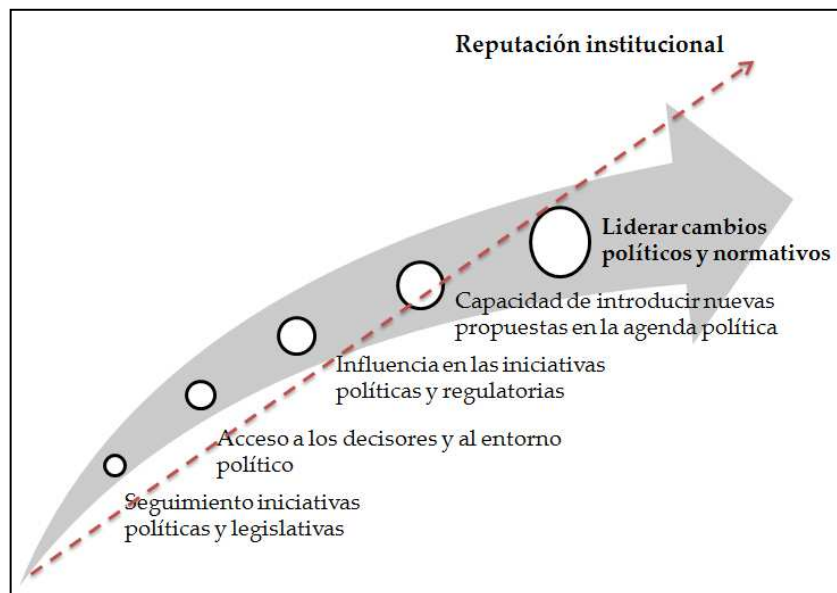 Reputación institucional
Liderar cambios
políticos y normativos
Capacidad de introducir nuevas
propuestas en la agenda política
Influencia en las iniciativas
políticas y regulatorias
Acceso a los decisores y al entorno
político
Seguimiento iniciativas
políticas y legislativas